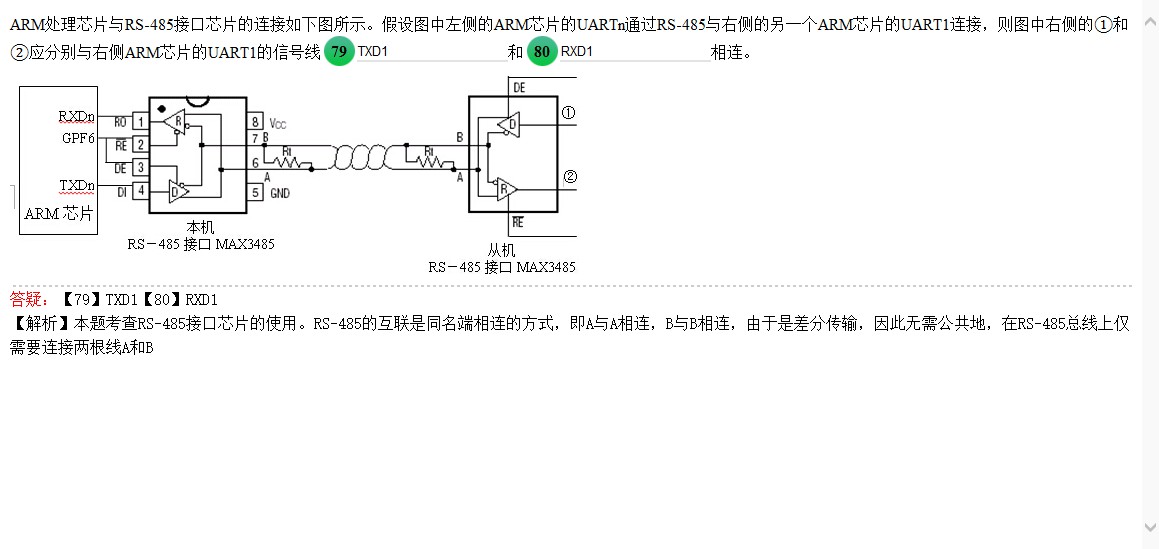 ARM处理芯片与RS-485接口芯片的连接如下图所示。假设图中左侧的ARM芯片的UARTn通过RS-485与右侧的另一个ARM芯片的UART1连接，则图中右侧的①和
②应分别与右侧ARM芯片的UART1的信号线 79 TXD1 和 80 RXD1 相连。
DE
RXDn RO 1 R 8 VCC D ①
GPF6 RE 2 7 B B
R1 R1
DE 3 6 A A ②
TXDn DI 4 D 5 GND R
ARM 芯片 RE
本机
RS-485 接口 MAX3485
从机
RS-485 接口 MAX3485
答疑：【79】TXD1【80】RXD1
【解析】本题考查RS-485接口芯片的使用。RS-485的互联是同名端相连的方式，即A与A相连，B与B相连，由于是差分传输，因此无需公共地，在RS-485总线上仅
需要连接两根线A和B